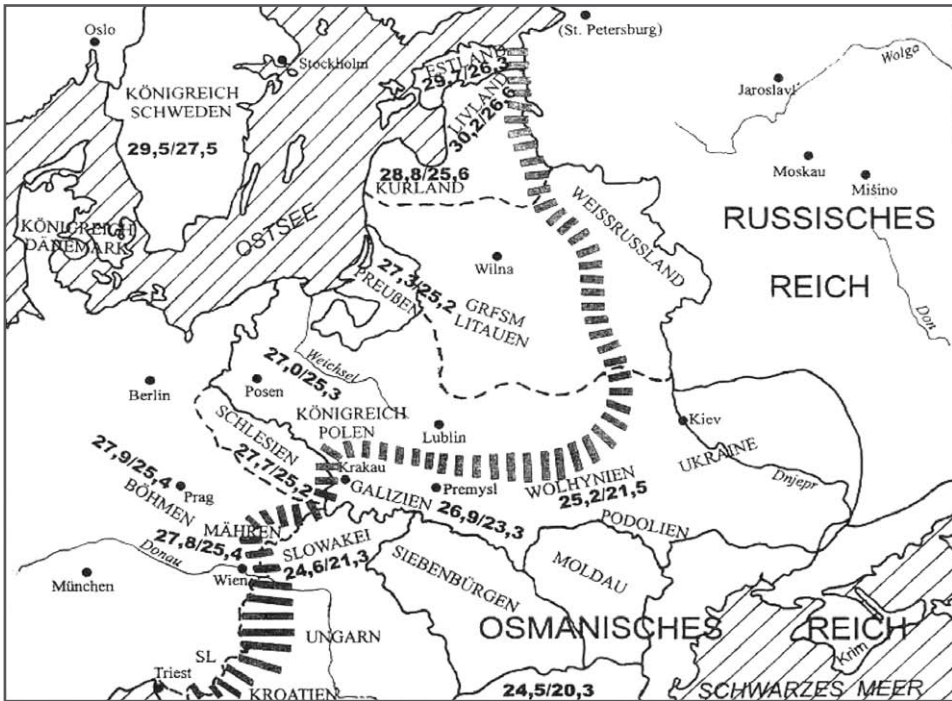 Oslo
(St. Petersburg)
Stockholm
Wolga
ESTLAND
29,7/26,3
KÖNIGREICH
SCHWEDEN
29,5/27,5
LIVLAND
30,2/26,6
Jaroslavl'
Moskau
Mišino
28,8/25,6
KURLAND
WEISSRUSSLAND
RUSSISCHES
REICH
KÖNIGREICH
DÄNEMARK
OSTSEE
Wilna
27,3/25,2
PREUßEN
GRFSM
LITAUEN
Don
Weichsel
27,0/25,3
Posen
Berlin
KÖNIGREICH
POLEN
Lublin
Kiev
SCHLESIEN
27,7/25,2
UKRAINE
Krakau
27,9/25,4
BÖHMEN
Prag
GALIZIEN
Premysl
WOLHYNIEN
25,2/21,5
Dnjepr
26,9/23,3
PODOLIEN
MÄHREN
27,8/25,4
SLOWAKEI
24,6/21,3
SIEBENBÜRGEN
MOLDAU
Donau
Wien
München
UNGARN
OSMANISCHES
REICH
Krim
SL
Triest
KROATIEN
24,5/20,3
SCHWARZES MEER